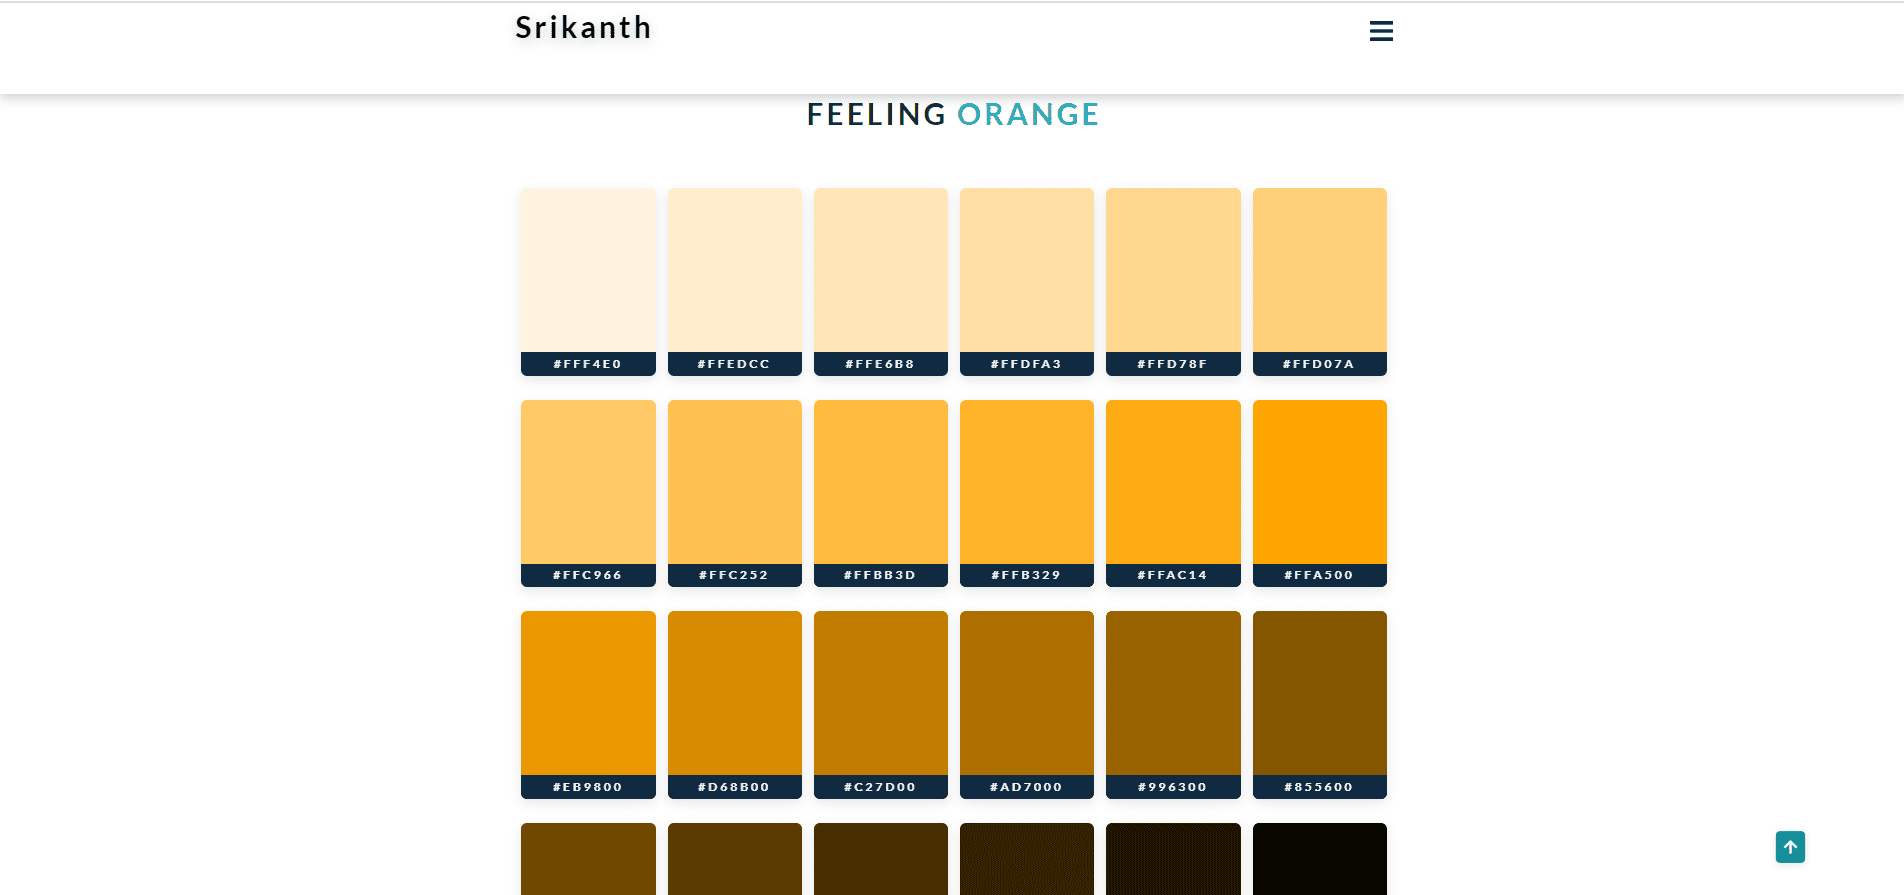 Srikanth
FEELING ORANGE
#FFF4E0 #FFEDCC #FFE6B8 #FFDFA3 #FFD78F #FFD07A
#FFC966 #FFC252 #FFBB3D #FFB329 #FFAC14 #FFA500
#EB9800 #D68B00 #C27D00 #AD7000 #996300 #855600